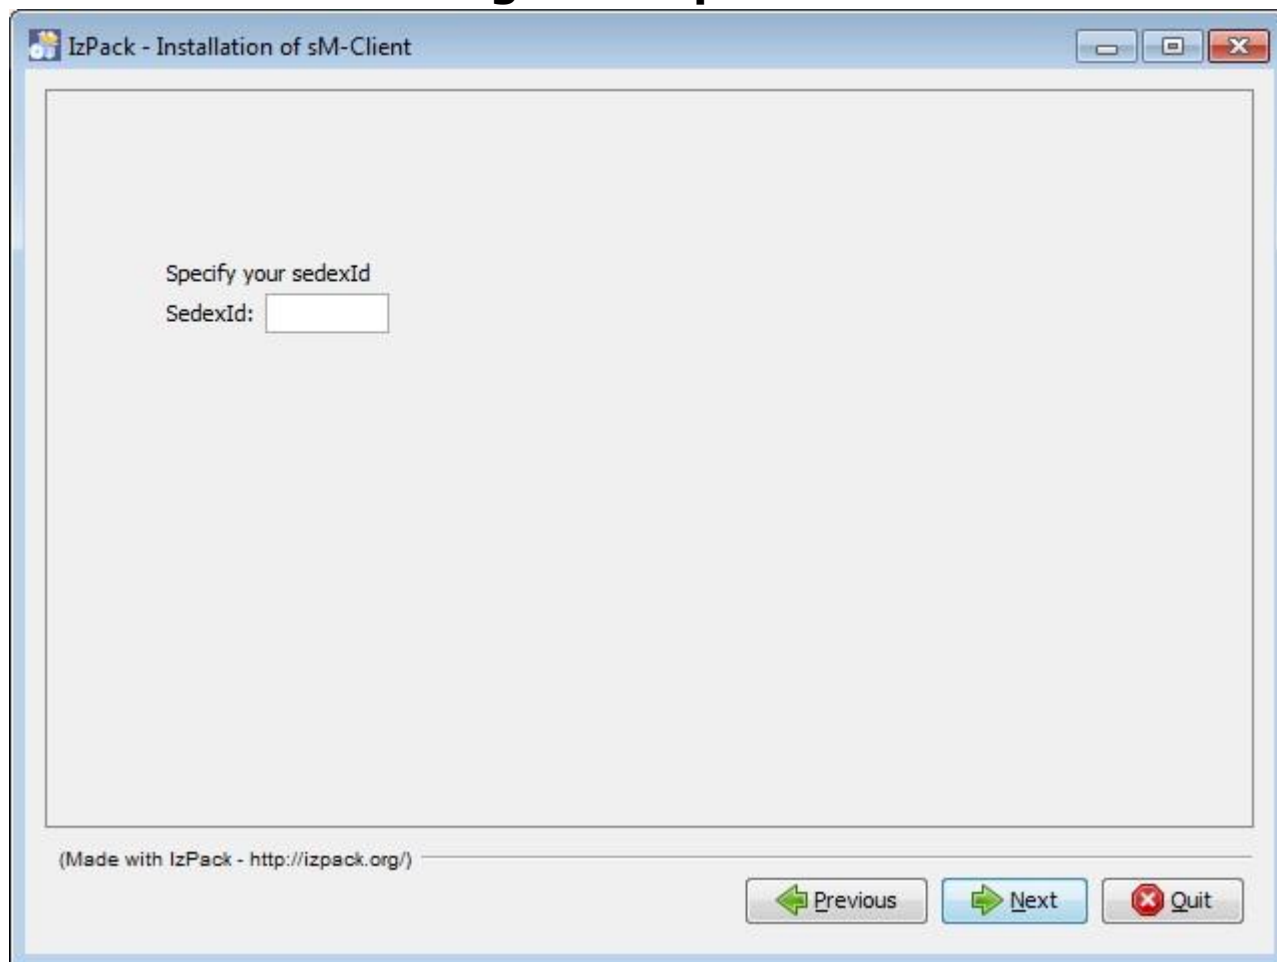 IzPack - Installation of sM-Client
Specify your sedexId
SedexId:
(Made with IzPack - http://izpack.org/)
Previous Next Quit